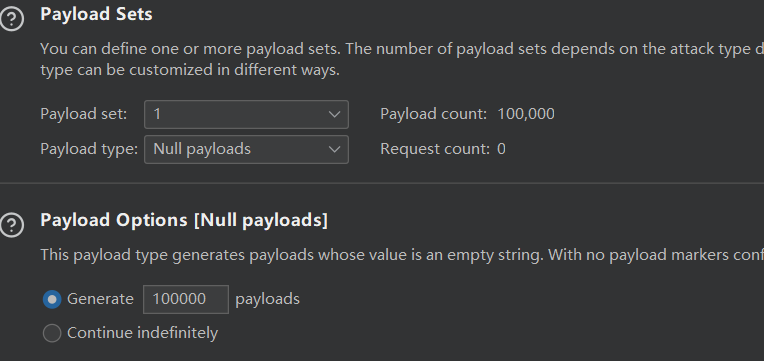 Payload Sets
You can define one or more payload sets. The number of payload sets depends on the attack type d
type can be customized in different ways.
Payload set: 1 Payload count: 100,000
Payload type: Null payloads Request count: 0
Payload Options [Null payloads]
This payload type generates payloads whose value is an empty string. With no payload markers conf
Generate 100000 payloads
Continue indefinitely